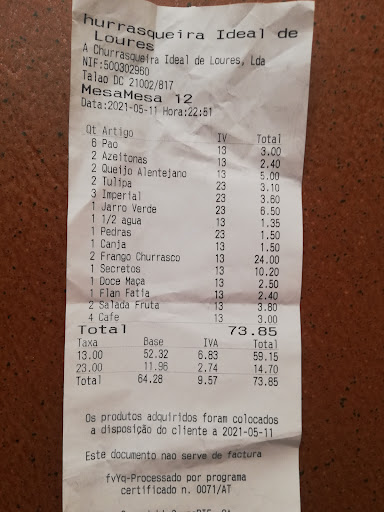 hurrasqueira Ideal de
Loures
A Churrasqueira Ideal de Loures, Lda
NIF:500302960
Talao DC 21002/817
MesaMesa 12
Data:2021-05-11 Hora:22:51
Qt Artigo IV Total
6 Pao 13 3.00
2 Azeitonas 13 2.40
2 Queijo Alentejano 13 5.00
2 Tulipa 23 3.10
3 Imperial 23 3.60
1 Jarro Verde 23 6.50
1 1/2 agua 13 1.35
1 Pedras 23 1.50
1 Canja 13 1.50
2 Frango Churrasco 13 24.00
1 Secretos 13 10.20
1 Doce Maça 13 2.50
1 Flan Fatia 13 2.40
2 Salada Fruta 13 3.80
4 Cafe 13 3.00
Total 73.85
Taxa Base IVA Total
13.00 52.32 6.83 59.15
23.00 11.96 2.74 14.70
Total 64.28 9.57 73.85
Os produtos adquiridos foram colocados
a disposição do cliente a 2021-05-11
Este documento nao serve de factura
fvYq-Processado por programa
certificado n. 0071/AT